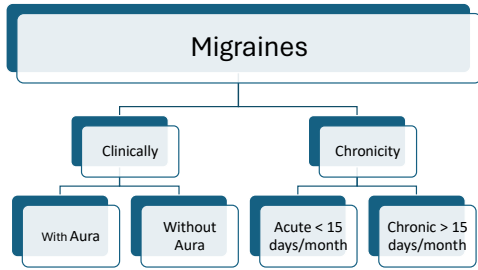 Migraines
Clinically
Chronicity
With Aura
Without
Aura
Acute < 15
days/month
Chronic > 15
days/month